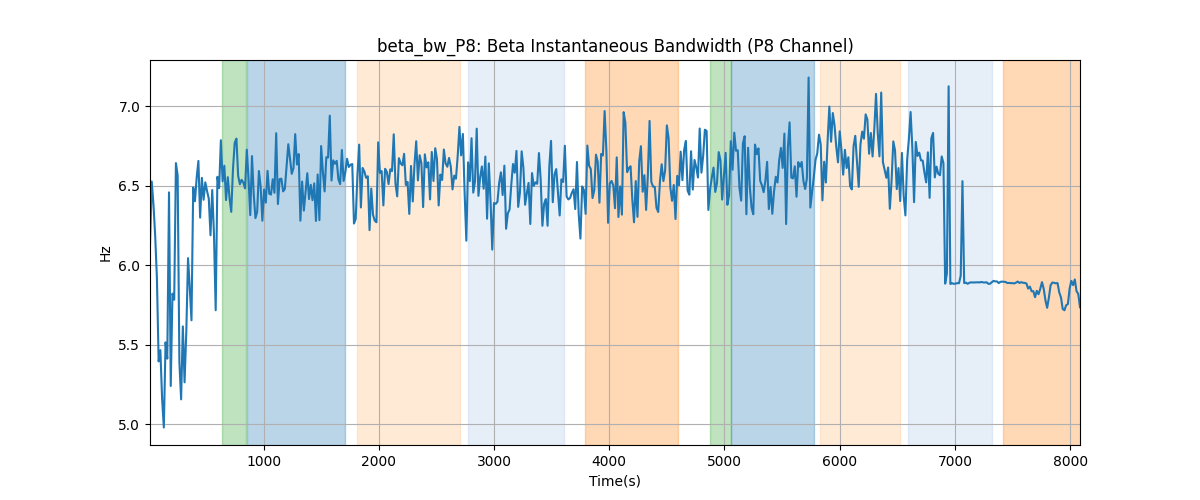 beta_bw_P8: Beta Instantaneous Bandwidth (P8 Channel)
7.0
6.5
6.0
5.5
5.0
Hz
1000 2000 3000 4000 5000 6000 7000 8000
Time(s)